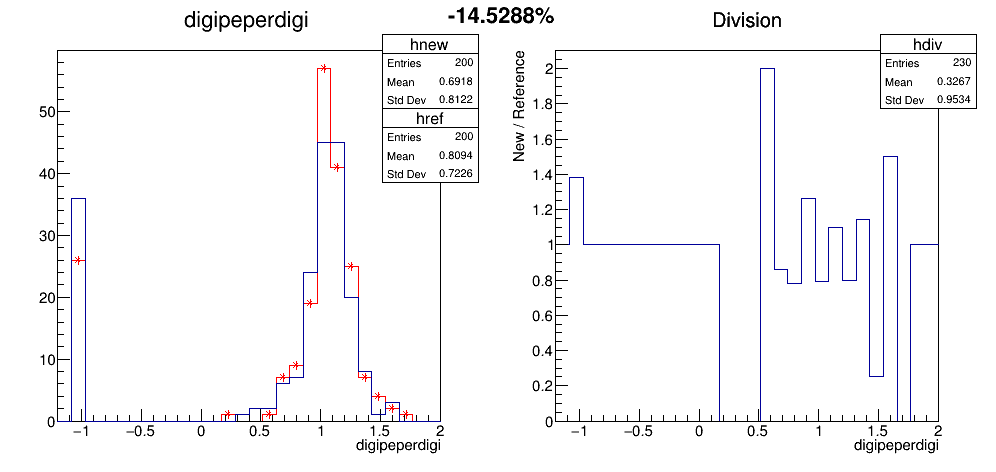 -14.5288%
digipeperdigi
hnew
Entries 200
Mean 0.6918
Std Dev 0.8122
href
Entries 200
Mean 0.8094
Std Dev 0.7226
50
40
30
20
10
0
−1 −0.5 0 0.5 1 1.5 2
digipeperdigi
Division
hdiv
Entries 230
Mean 0.3267
Std Dev 0.9534
New / Reference
2
1.8
1.6
1.4
1.2
1
0.8
0.6
0.4
0.2
0
−1 −0.5 0 0.5 1 1.5 2
digipeperdigi